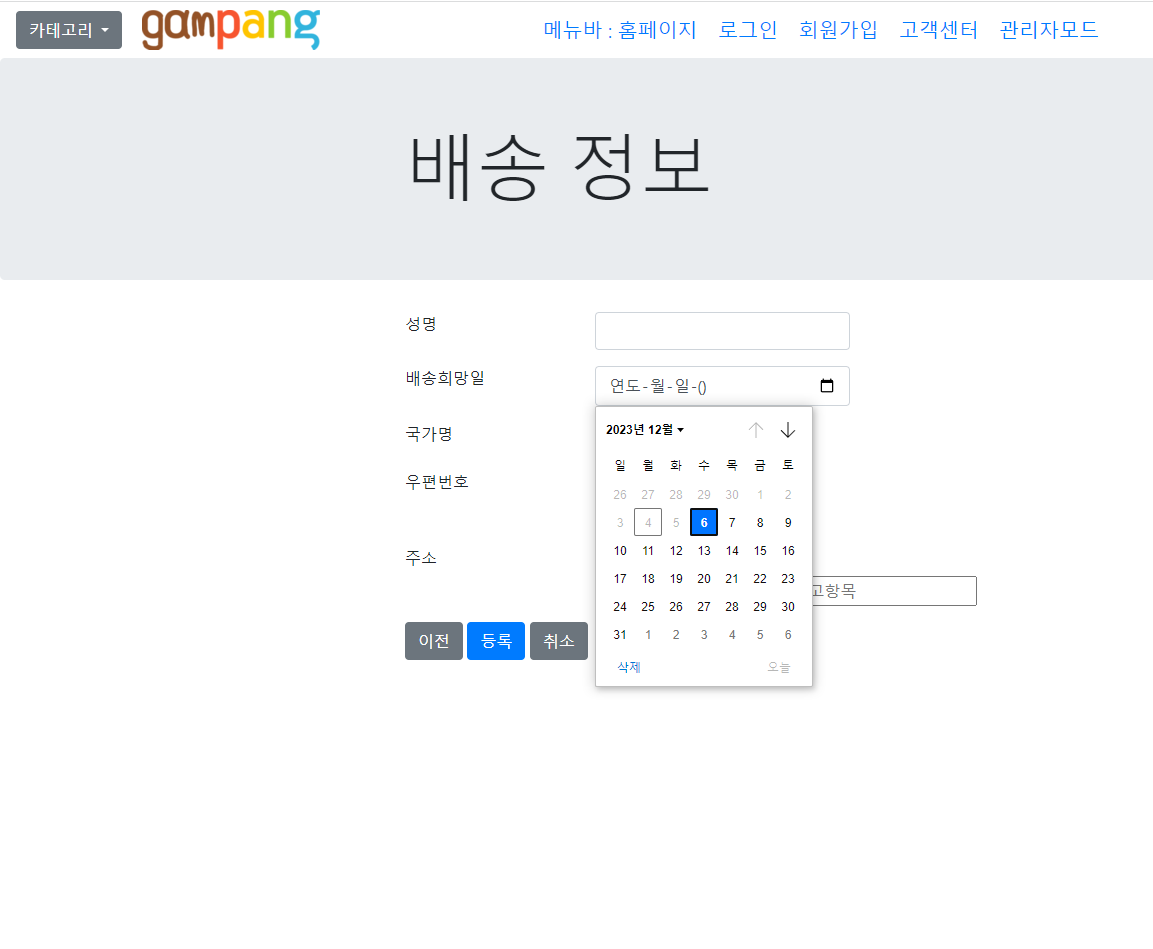 카테고리 gampang 메뉴바 : 홈페이지 로그인 회원가입 고객센터 관리자모드
배송 정보
성명
배송희망일 연도-월-일-()
2023년 12월
국가명
일 월 화 수 목 금 토
우편번호
26 27 28 29 30 1 2
3 4 5 6 7 8 9
10 11 12 13 14 15 16
주소
17 18 19 20 21 22 23
고항목
24 25 26 27 28 29 30
31 1 2 3 4 5 6
이전 등록 취소
삭제 오늘